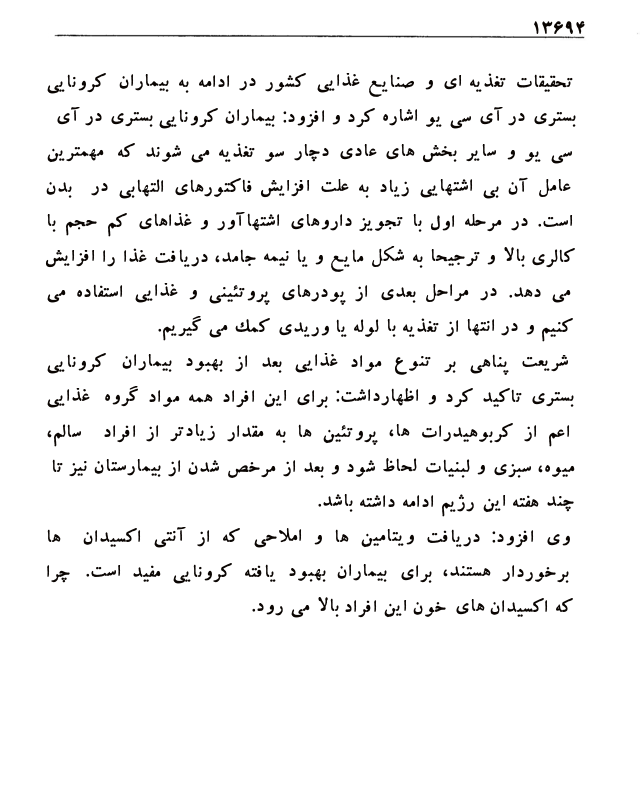 ۱۳۶۹۴
تحقیقات تغذیه ای و صنایع غذایی کشور در ادامه به بیماران کرونایی
بستری در آی سی یو اشاره کرد و افزود: بیماران کرونایی بستری در آی
سی یو و سایر بخش های عادی دچار سو تغذیه می شوند که مهمترین
عامل آن بی اشتهایی زیاد به علت افزایش فاکتورهای التهابی در بدن
است. در مرحله اول با تجویز داروهای اشتهاآور و غذاهای کم حجم با
کالری بالا و ترجیحا به شکل مایع و یا نیمه جامد، دریافت غذا را افزایش
می دهد. در مراحل بعدی از پودرهای پروتئینی و غذایی استفاده می
کنیم و در انتها از تغذیه با لوله یا وریدی کمک می گیریم.
شریعت پناهی بر تنوع مواد غذایی بعد از بهبود بیماران کرونایی
بستری تاکید کرد و اظهارداشت: برای این افراد همه مواد گروه غذایی
اعم از کربوهیدرات ها، پروتئین ها به مقدار زیادتر از افراد سالم،
میوه، سبزی و لبنیات لحاظ شود و بعد از مرخص شدن از بیمارستان نیز تا
چند هفته این رژیم ادامه داشته باشد.
وی افزود: دریافت ویتامین ها و املاحی که از آنتی اکسیدان ها
برخوردار هستند، برای بیماران بهبود یافته کرونایی مفید است. چرا
که اکسیدان های خون این افراد بالا می رود.